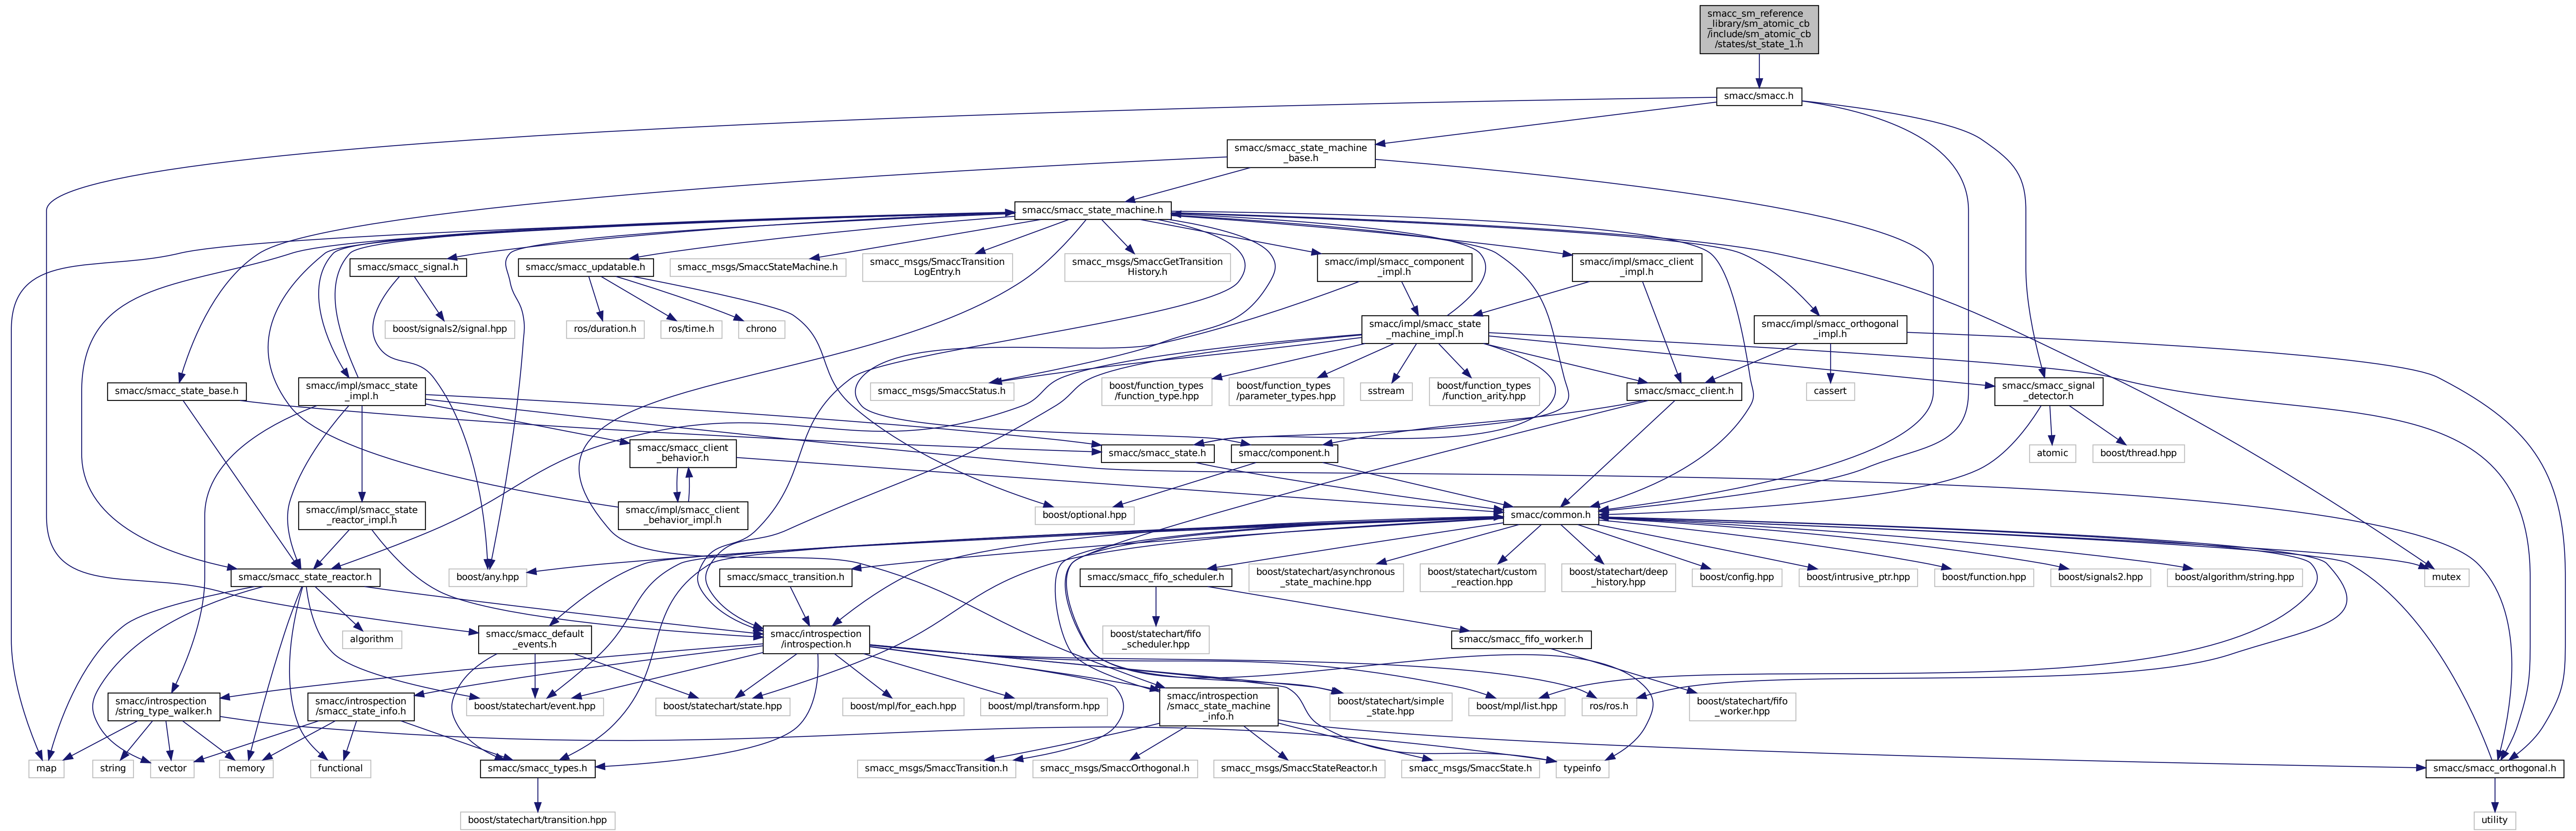 smacc_sm_reference
_library/sm_atomic_cb
/include/sm_atomic_cb
/states/st_state_1.h
smacc/smacc.h
smacc/smacc_state_machine
_base.h
smacc/smacc_state_machine.h
smacc/smacc_signal.h
smacc/smacc_updatable.h
smacc_msgs/SmaccStateMachine.h
smacc_msgs/SmaccTransition
LogEntry.h
smacc_msgs/SmaccGetTransition
History.h
smacc/impl/smacc_component
_impl.h
smacc/impl/smacc_client
_impl.h
boost/signals2/signal.hpp
ros/duration.h
ros/time.h
chrono
smacc/impl/smacc_state
_machine_impl.h
smacc/impl/smacc_orthogonal
_impl.h
smacc/smacc_state_base.h
smacc/impl/smacc_state
_impl.h
smacc_msgs/SmaccStatus.h
boost/function_types
/function_type.hpp
boost/function_types
/parameter_types.hpp
sstream
boost/function_types
/function_arity.hpp
smacc/smacc_client.h
cassert
smacc/smacc_signal
_detector.h
smacc/smacc_client
_behavior.h
smacc/smacc_state.h
smacc/component.h
atomic
boost/thread.hpp
smacc/impl/smacc_state
_reactor_impl.h
smacc/impl/smacc_client
_behavior_impl.h
boost/optional.hpp
smacc/common.h
smacc/smacc_state_reactor.h
boost/any.hpp
smacc/smacc_transition.h
smacc/smacc_fifo_scheduler.h
boost/statechart/asynchronous
_state_machine.hpp
boost/statechart/custom
_reaction.hpp
boost/statechart/deep
_history.hpp
boost/config.hpp
boost/intrusive_ptr.hpp
boost/function.hpp
boost/signals2.hpp
boost/algorithm/string.hpp
mutex
algorithm
smacc/smacc_default
_events.h
smacc/introspection
/introspection.h
boost/statechart/fifo
_scheduler.hpp
smacc/smacc_fifo_worker.h
smacc/introspection
/string_type_walker.h
smacc/introspection
/smacc_state_info.h
boost/statechart/event.hpp
boost/statechart/state.hpp
boost/mpl/for_each.hpp
boost/mpl/transform.hpp
smacc/introspection
/smacc_state_machine
_info.h
boost/statechart/simple
_state.hpp
boost/mpl/list.hpp
ros/ros.h
boost/statechart/fifo
_worker.hpp
map
string
vector
memory
functional
smacc/smacc_types.h
smacc_msgs/SmaccTransition.h
smacc_msgs/SmaccOrthogonal.h
smacc_msgs/SmaccStateReactor.h
smacc_msgs/SmaccState.h
typeinfo
smacc/smacc_orthogonal.h
boost/statechart/transition.hpp
utility